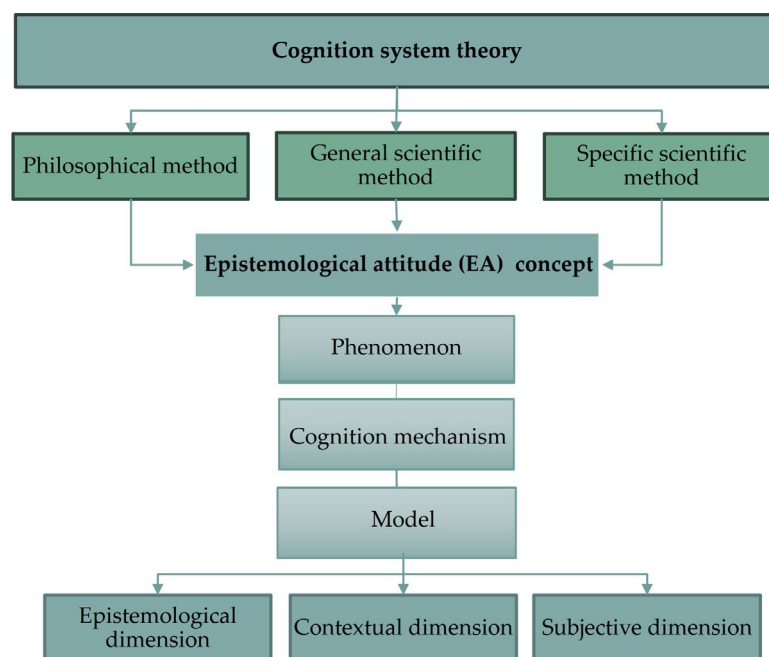 Cognition system theory
Philosophical method
General scientific
method
Specific scientific
method
Epistemological attitude (EA) concept
Phenomenon
Cognition mechanism
Model
Epistemological
dimension
Contextual dimension
Subjective dimension